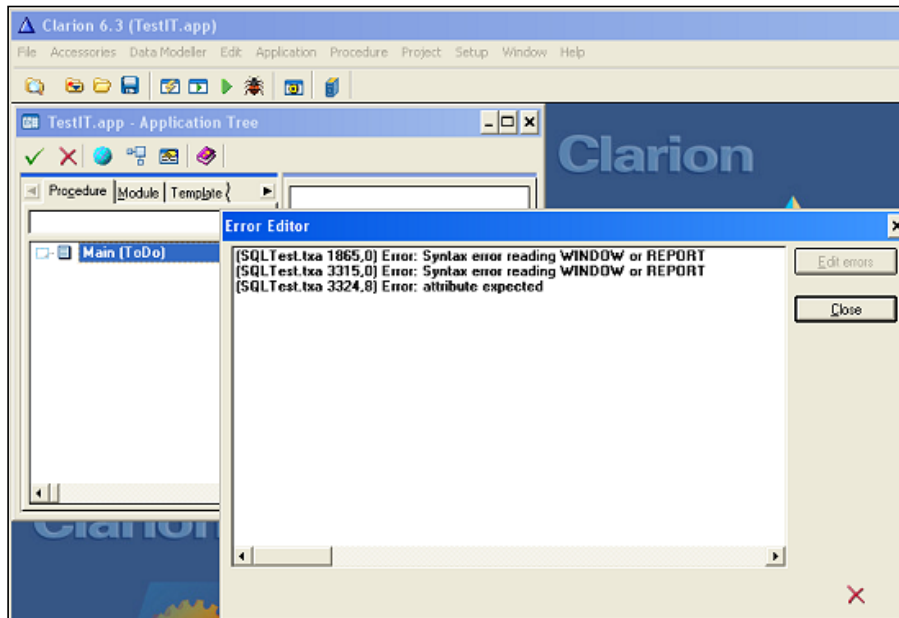 Clarion 6.3 (TestIT.app)
File Accessories Data Modeller Edit Application Procedure Project Setup Window Help
TestIT.app - Application Tree
Procedure Module Template
Main (ToDo)
Clarion
Error Editor
(SQLTest.txa 1865,0) Error: Syntax error reading WINDOW or REPORT
(SQLTest.txa 3315,0) Error: Syntax error reading WINDOW or REPORT
(SQLTest.txa 3324,8) Error: attribute expected
Edit errors
Close
Clarion